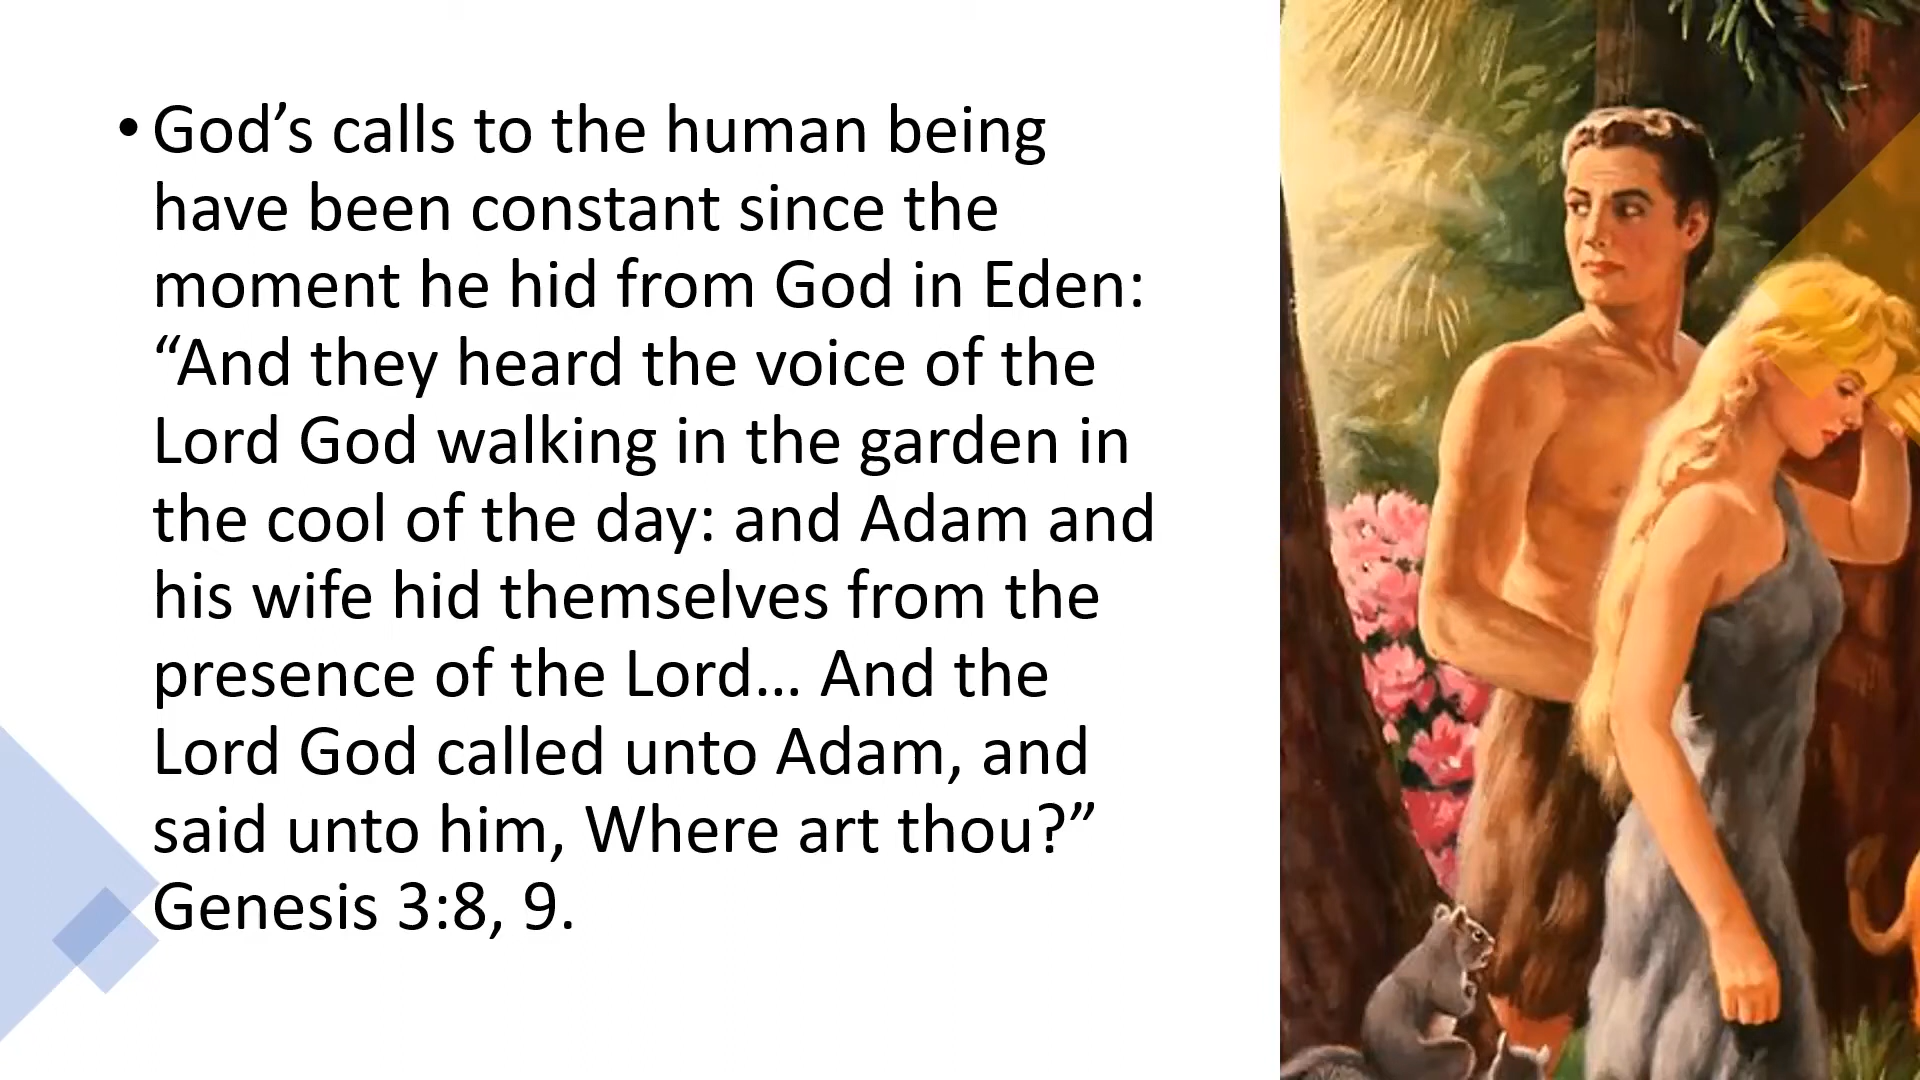 • God’s calls to the human being
have been constant since the
moment he hid from God in Eden:
“And they heard the voice of the
Lord God walking in the garden in
the cool of the day: and Adam and
his wife hid themselves from the
presence of the Lord… And the
Lord God called unto Adam, and
said unto him, Where art thou?”
Genesis 3:8, 9.